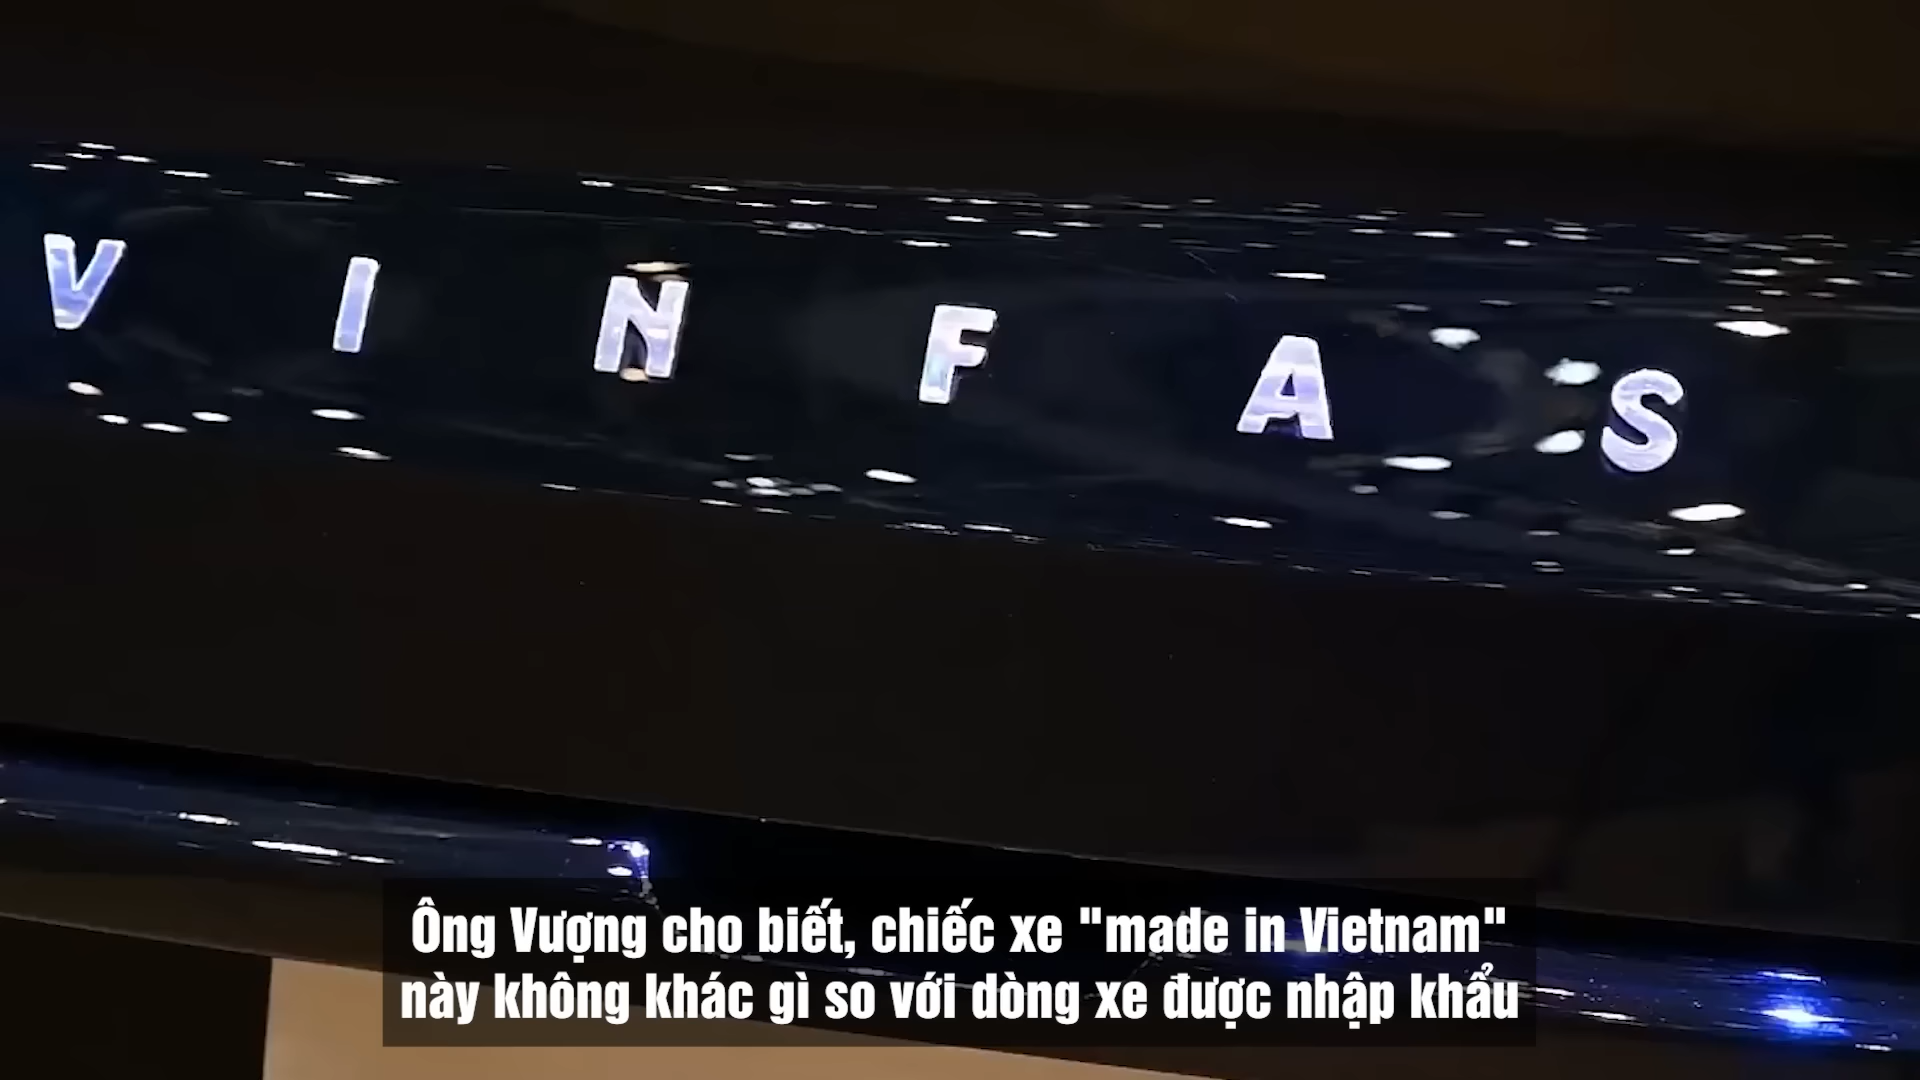 VINFAS
Ông Vượng cho biết, chiếc xe "made in Vietnam"
này không khác gì so với dòng xe được nhập khẩu